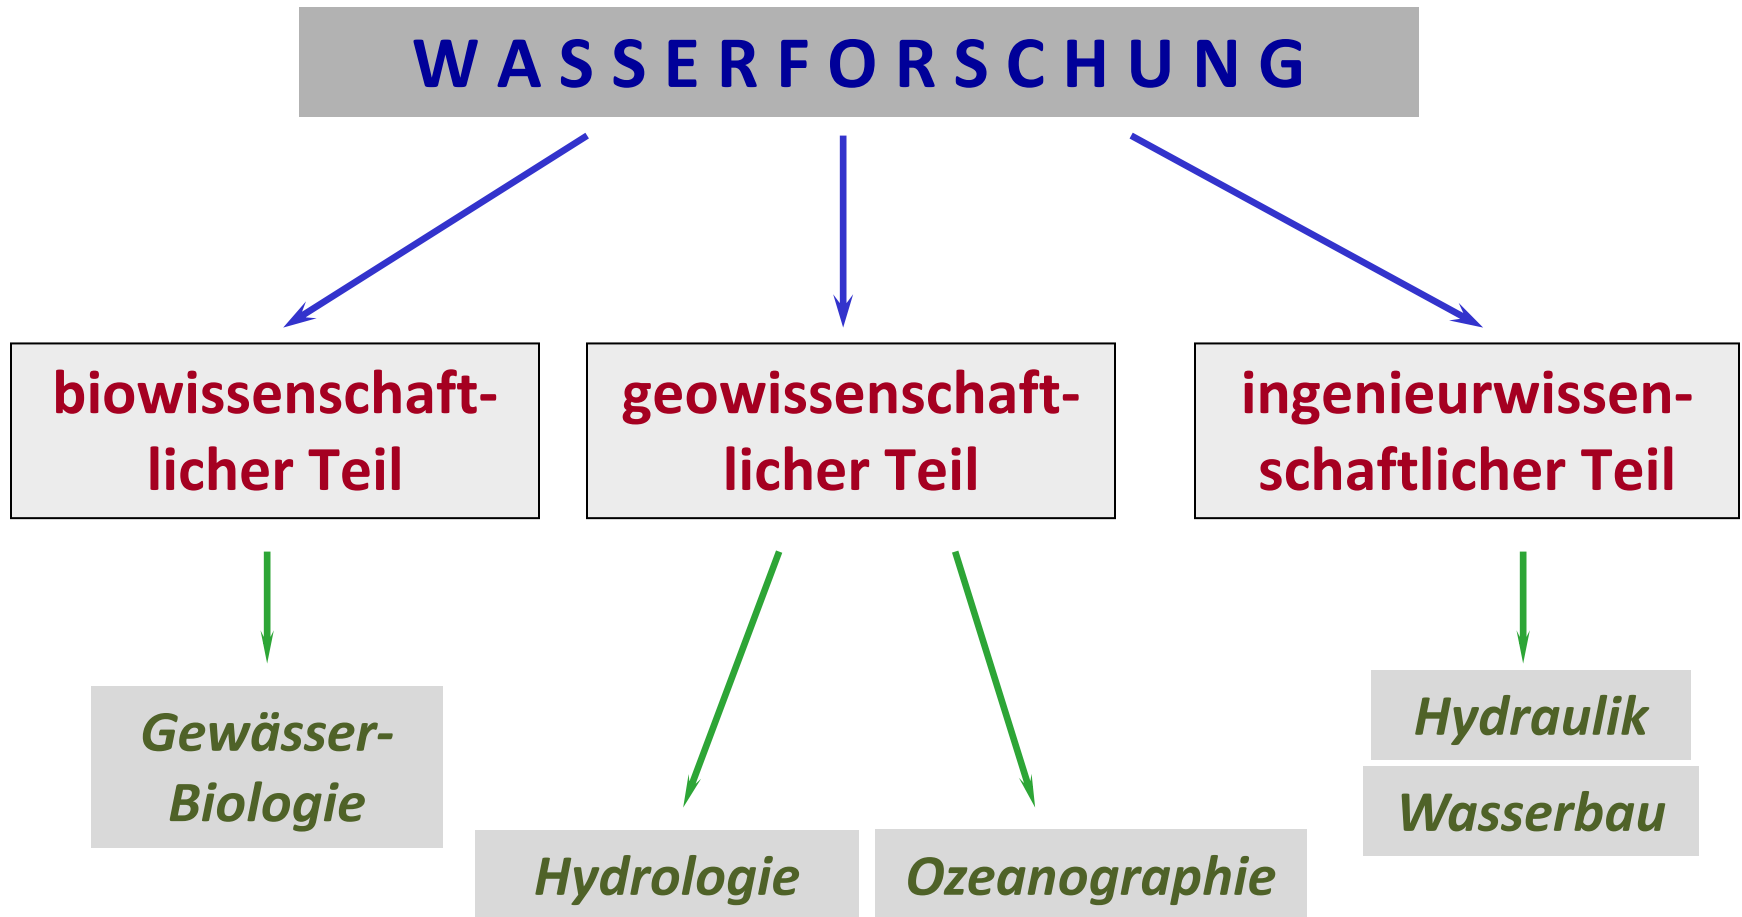 WASSERFORSCHUNG
biowissenschaft-
licher Teil
geowissenschaft-
licher Teil
ingenieurwissen-
schaftlicher Teil
Gewässer-
Biologie
Hydrologie
Ozeanographie
Hydraulik
Wasserbau